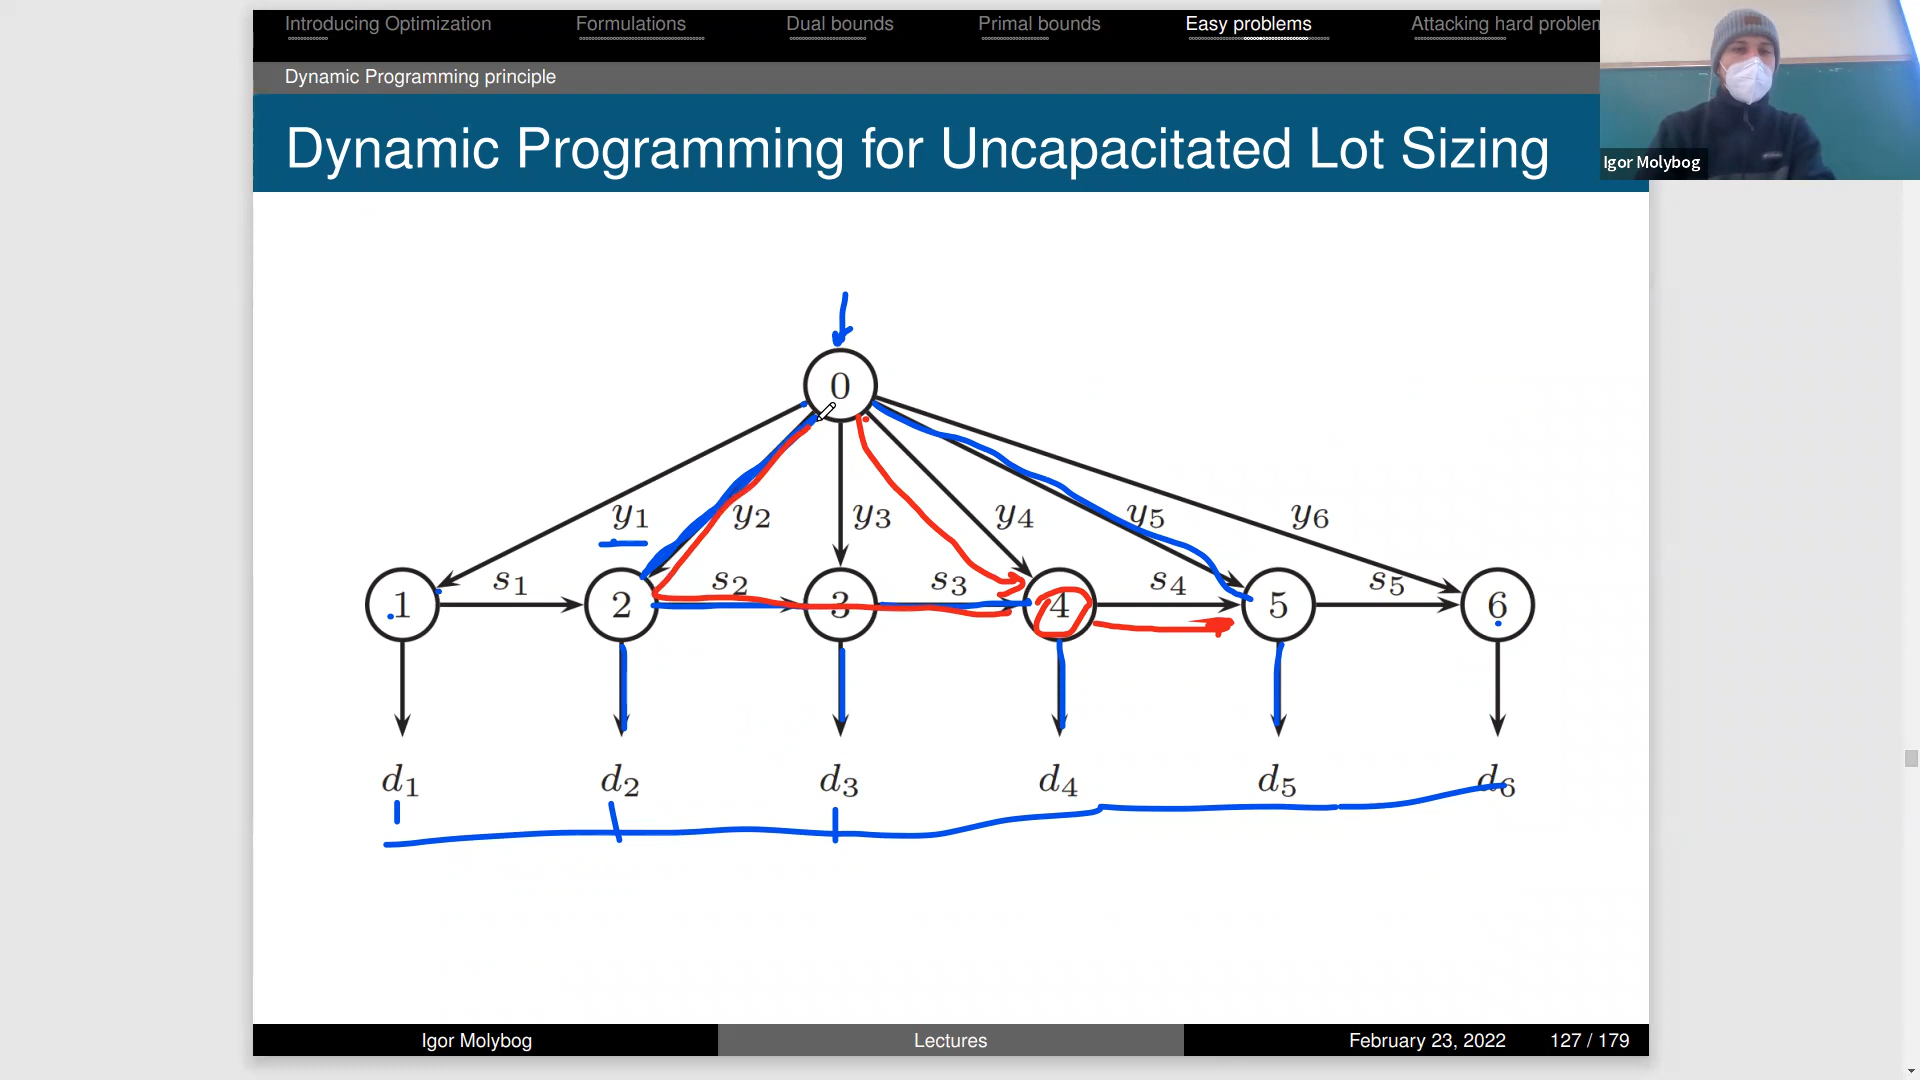 Introducing Optimization Formulations Dual bounds Primal bounds Easy problems Attacking hard problem
Dynamic Programming principle
Dynamic Programming for Uncapacitated Lot Sizing
Igor Molybog
0
y1 y2 y3 y4 y5 y6
s1 s2 s3 s4 s5
1 2 3 4 5 6
d1 d2 d3 d4 d5 d6
Igor Molybog Lectures February 23, 2022 127 / 179